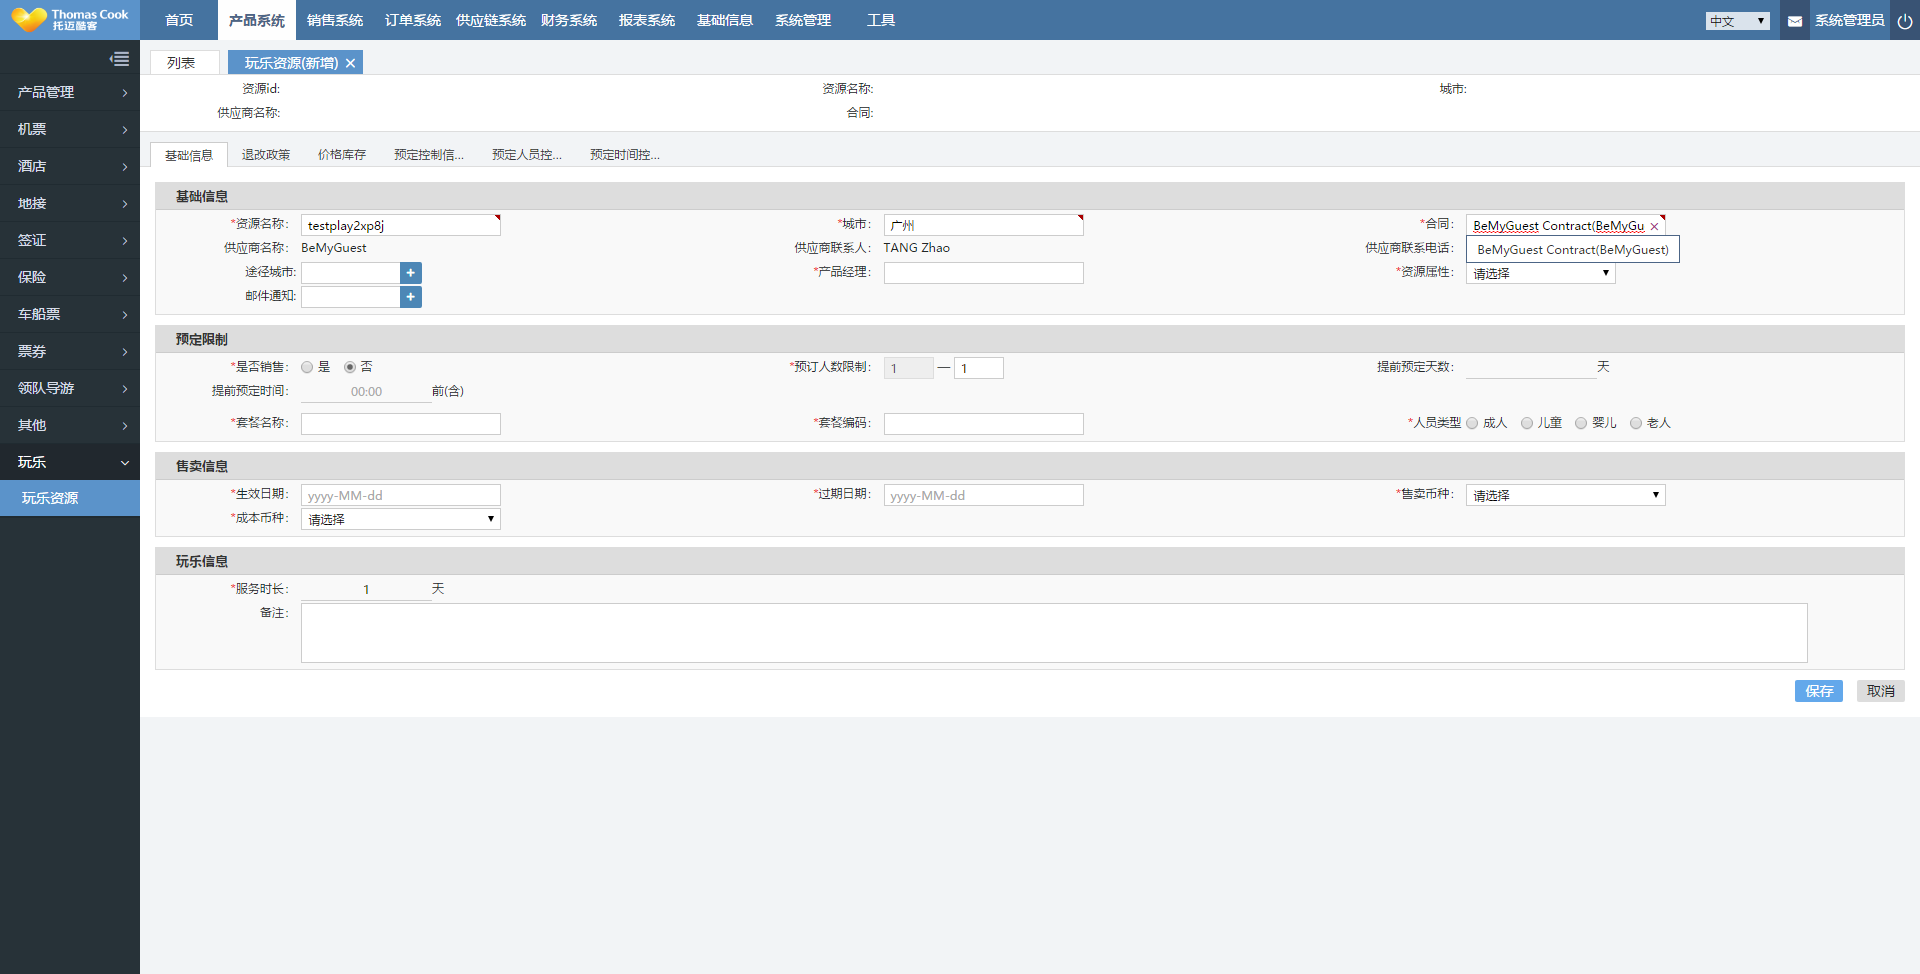 Thomas Cook
托迈酷客
首页 产品系统 销售系统 订单系统 供应链系统 财务系统 报表系统 基础信息 系统管理 工具 中文 系统管理员
列表 玩乐资源(新增)
资源id: 资源名称: 城市:
供应商名称: 合同:
产品管理
机票
酒店
地接
签证
保险
车船票
票券
领队导游
其他
玩乐
玩乐资源
基础信息 退改政策 价格库存 预定控制信... 预定人员控... 预定时间控...
基础信息
*资源名称: testplay2xp8j *城市: 广州 *合同: BeMyGuest Contract(BeMyGu
供应商名称: BeMyGuest 供应商联系人: TANG Zhao 供应商联系电话: BeMyGuest Contract(BeMyGuest)
途径城市: *产品经理: *资源属性: 请选择
邮件通知:
预定限制
*是否销售: 是 否 *预订人数限制: 1 — 1 提前预定天数: 天
提前预定时间: 00:00 前(含)
*套餐名称: *套餐编码: *人员类型 成人 儿童 婴儿 老人
售卖信息
*生效日期: yyyy-MM-dd *过期日期: yyyy-MM-dd *售卖币种: 请选择
*成本币种: 请选择
玩乐信息
*服务时长: 1 天
备注:
保存 取消